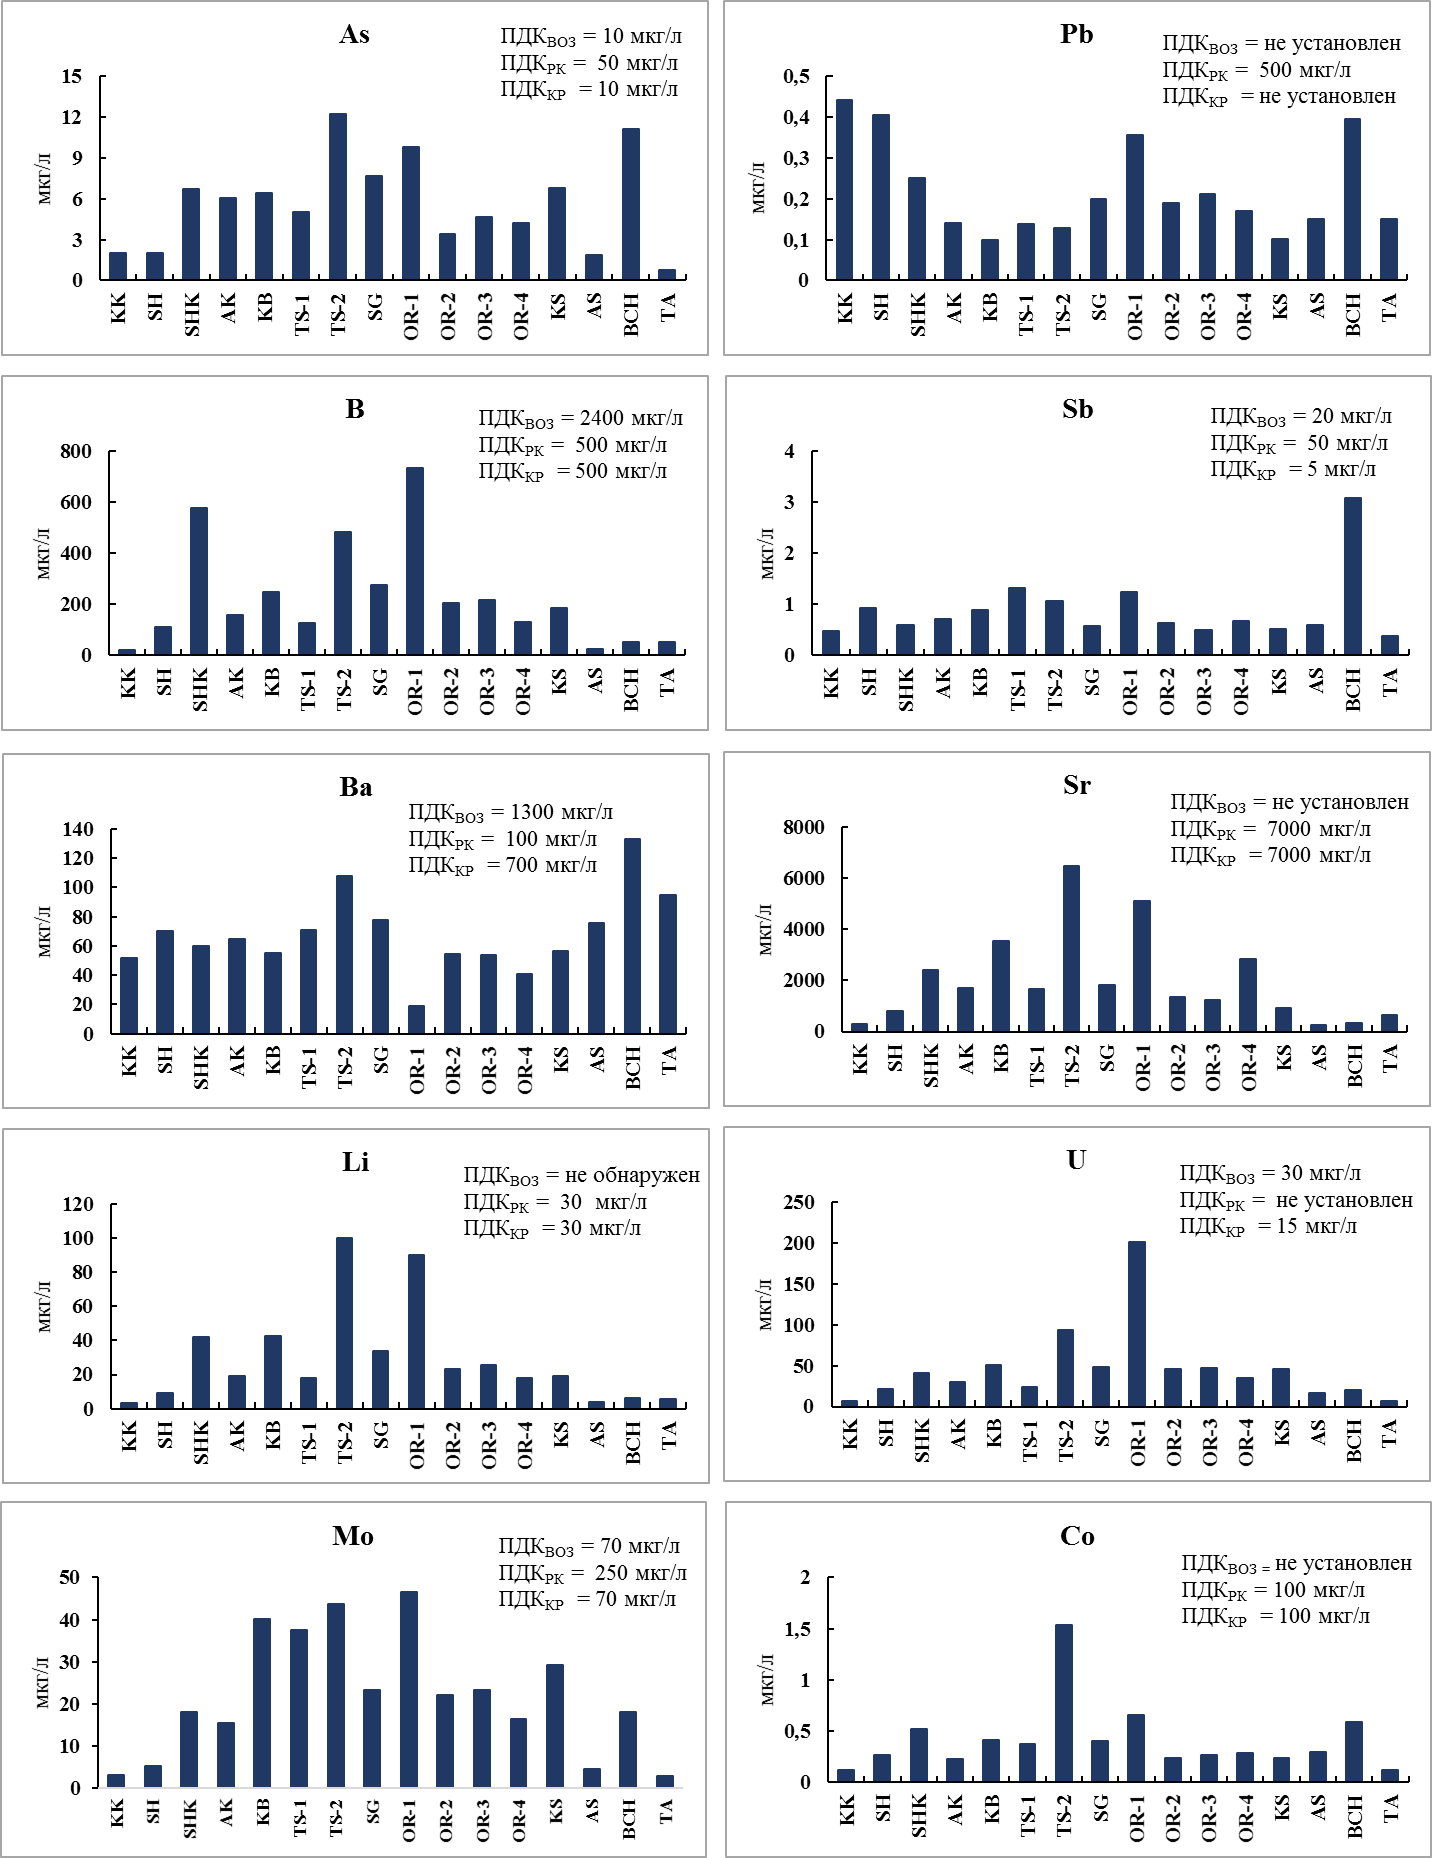 As
ПДКВОЗ = 10 мкг/л
ПДКРК = 50 мкг/л
ПДККР = 10 мкг/л
мкг/л
15
12
9
6
3
0
KK SH SHK AK KB TS-1 TS-2 SG OR-1 OR-2 OR-3 OR-4 KS AS BCH TA
Pb
ПДКВОЗ = не установлен
ПДКРК = 500 мкг/л
ПДККР = не установлен
мкг/л
0,5
0,4
0,3
0,2
0,1
0
KK SH SHK AK KB TS-1 TS-2 SG OR-1 OR-2 OR-3 OR-4 KS AS BCH TA
B
ПДКВОЗ = 2400 мкг/л
ПДКРК = 500 мкг/л
ПДККР = 500 мкг/л
мкг/л
800
600
400
200
0
KK SH SHK AK KB TS-1 TS-2 SG OR-1 OR-2 OR-3 OR-4 KS AS BCH TA
Sb
ПДКВОЗ = 20 мкг/л
ПДКРК = 50 мкг/л
ПДККР = 5 мкг/л
мкг/л
4
3
2
1
0
KK SH SHK AK KB TS-1 TS-2 SG OR-1 OR-2 OR-3 OR-4 KS AS BCH TA
Ba
ПДКВОЗ = 1300 мкг/л
ПДКРК = 100 мкг/л
ПДККР = 700 мкг/л
мкг/л
140
120
100
80
60
40
20
0
KK SH SHK AK KB TS-1 TS-2 SG OR-1 OR-2 OR-3 OR-4 KS AS BCH TA
Sr
ПДКВОЗ = не установлен
ПДКРК = 7000 мкг/л
ПДККР = 7000 мкг/л
мкг/л
8000
6000
4000
2000
0
KK SH SHK AK KB TS-1 TS-2 SG OR-1 OR-2 OR-3 OR-4 KS AS BCH TA
Li
ПДКВОЗ = не обнаружен
ПДКРК = 30 мкг/л
ПДККР = 30 мкг/л
мкг/л
120
100
80
60
40
20
0
KK SH SHK AK KB TS-1 TS-2 SG OR-1 OR-2 OR-3 OR-4 KS AS BCH TA
U
ПДКВОЗ = 30 мкг/л
ПДКРК = не установлен
ПДККР = 15 мкг/л
мкг/л
250
200
150
100
50
0
KK SH SHK AK KB TS-1 TS-2 SG OR-1 OR-2 OR-3 OR-4 KS AS BCH TA
Mo
ПДКВОЗ = 70 мкг/л
ПДКРК = 250 мкг/л
ПДККР = 70 мкг/л
мкг/л
50
40
30
20
10
0
KK SH SHK AK KB TS-1 TS-2 SG OR-1 OR-2 OR-3 OR-4 KS AS BCH TA
Co
ПДКВОЗ = не установлен
ПДКРК = 100 мкг/л
ПДККР = 100 мкг/л
мкг/л
2
1,5
1
0,5
0
KK SH SHK AK KB TS-1 TS-2 SG OR-1 OR-2 OR-3 OR-4 KS AS BCH TA